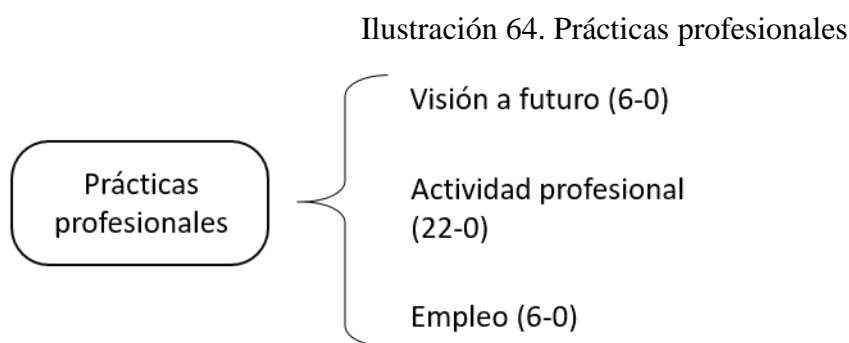 Ilustración 64. Prácticas profesionales
Prácticas
profesionales
Visión a futuro (6-0)
Actividad profesional
(22-0)
Empleo (6-0)